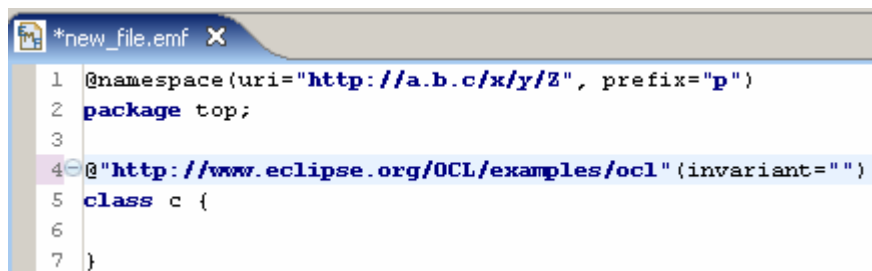 *new_file.emf
1 @namespace(uri="http://a.b.c/x/y/Z", prefix="p")
2 package top;
3
4 @"http://www.eclipse.org/OCL/examples/ocl"(invariant="")
5 class c {
6
7 }